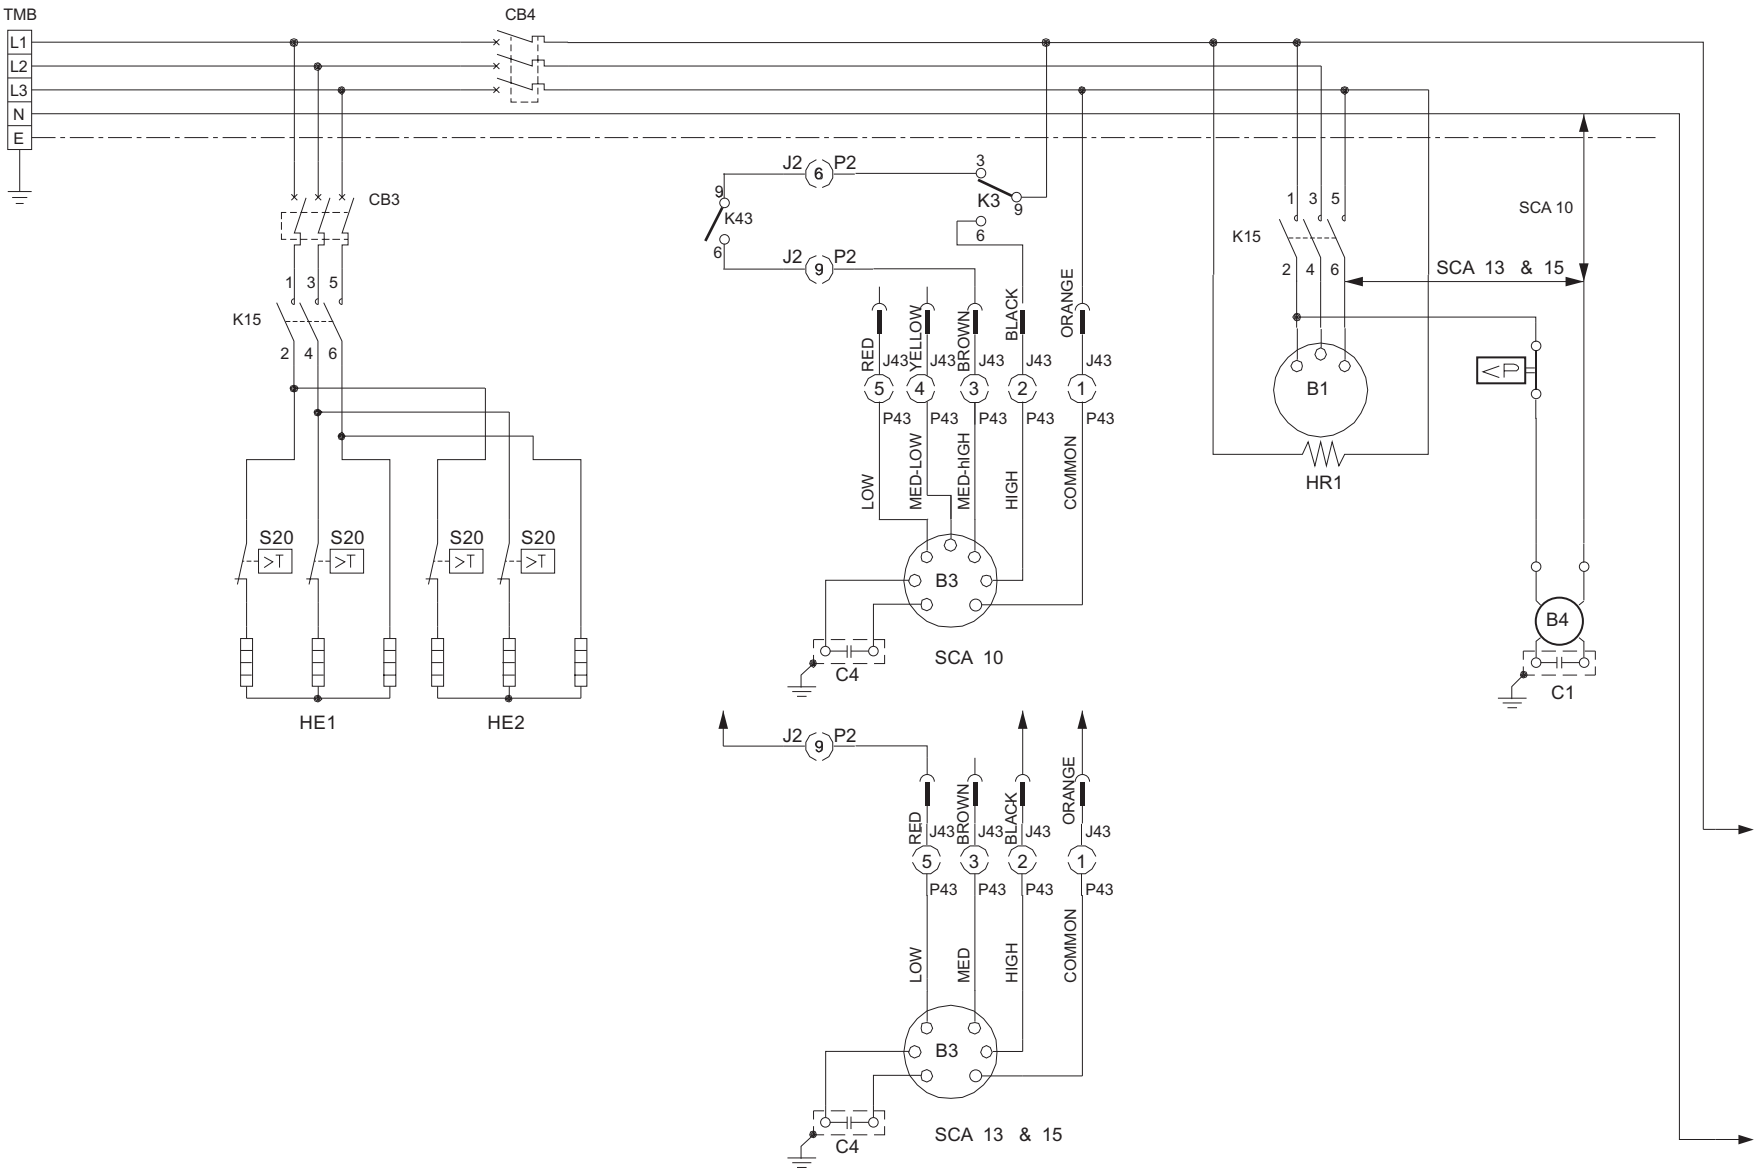 TMB
CB4
L1
L2
L3
N
E
CB3
1 3 5
K15
2 4 6
S20 S20 S20 S20
>T >T >T >T
HE1
HE2
J2 6 P2
3
K3
9
6
9
K43
6
J2 9 P2
RED
YELLOW
BROWN
BLACK
ORANGE
J43 J43 J43 J43
5 4 3 2 1
P43 P43 P43 P43
LOW
MED-LOW
MED-hIGH
HIGH
COMMON
B3
C4
SCA 10
1 3 5
K15
2 4 6
SCA 10
SCA 13 & 15
B1
HR1
<P
B4
C1
J2 9 P2
RED
BROWN
BLACK
ORANGE
J43 J43 J43 J43
5 3 2 1
P43 P43 P43 P43
LOW
MED
HIGH
COMMON
B3
C4
SCA 13 & 15